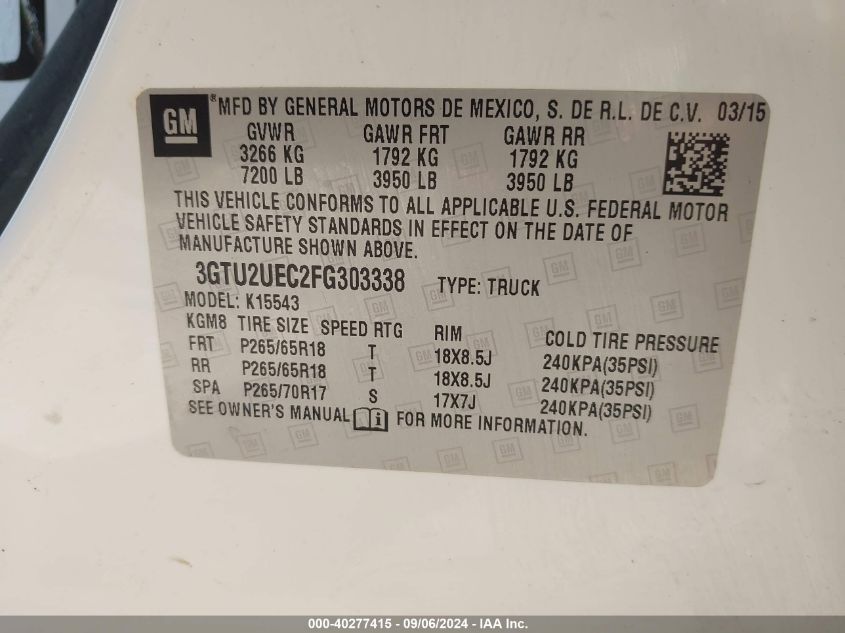 GM ®MFD BY GENERAL MOTORS DE MEXICO, S. DE R.L. DE C.V. 03/15
GVWR GAWR FRT GAWR RR
3266 KG 1792 KG 1792 KG
7200 LB 3950 LB 3950 LB
THIS VEHICLE CONFORMS TO ALL APPLICABLE U.S. FEDERAL MOTOR
VEHICLE SAFETY STANDARDS IN EFFECT ON THE DATE OF
MANUFACTURE SHOWN ABOVE.
3GTU2UEC2FG303338 TYPE: TRUCK
MODEL: K15543
KGM8 TIRE SIZE SPEED RTG RIM COLD TIRE PRESSURE
FRT P265/65R18 T 18X8.5J 240KPA(35PSI)
RR P265/65R18 T 18X8.5J 240KPA(35PSI)
SPA P265/70R17 S 17X7J 240KPA(35PSI)
SEE OWNER'S MANUAL FOR MORE INFORMATION.
000-40277415 - 09/06/2024 - IAA Inc.